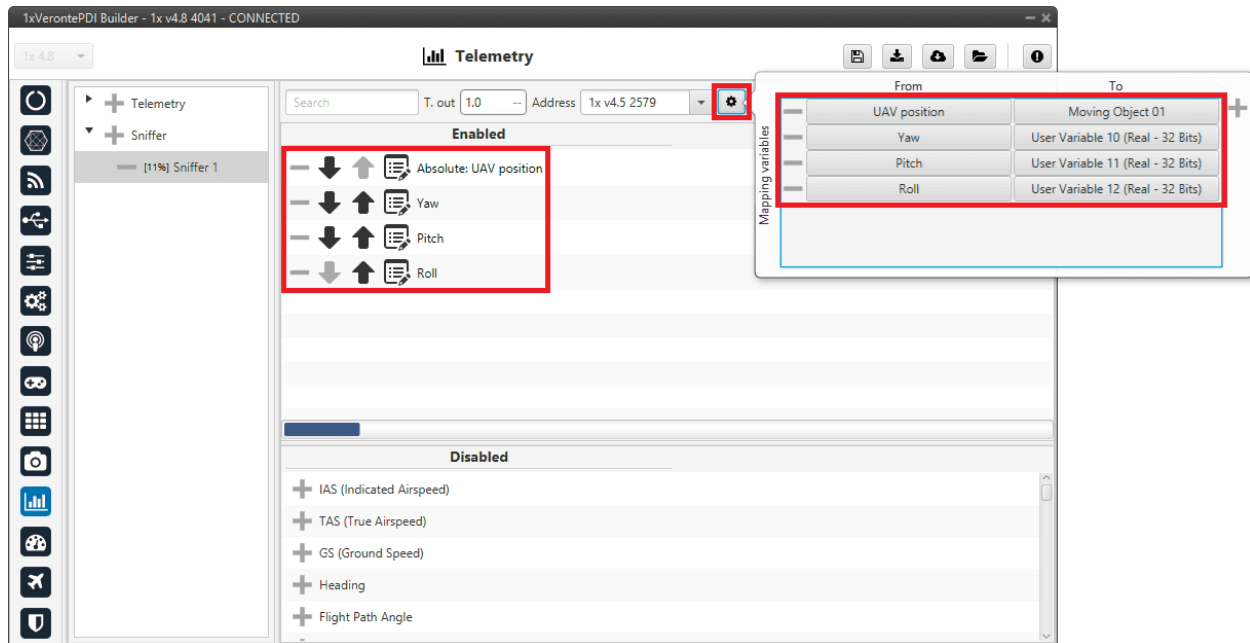 1xVerontePDI Builder - 1x v4.8 4041 - CONNECTED
1x 4.8
Telemetry
Telemetry
Sniffer
[11%] Sniffer 1
Search
T. out 1.0 -- Address 1x v4.5 2579
Enabled
Absolute: UAV position
Yaw
Pitch
Roll
Disabled
IAS (Indicated Airspeed)
TAS (True Airspeed)
GS (Ground Speed)
Heading
Flight Path Angle
Mapping variables
From To
UAV position Moving Object 01
Yaw User Variable 10 (Real - 32 Bits)
Pitch User Variable 11 (Real - 32 Bits)
Roll User Variable 12 (Real - 32 Bits)